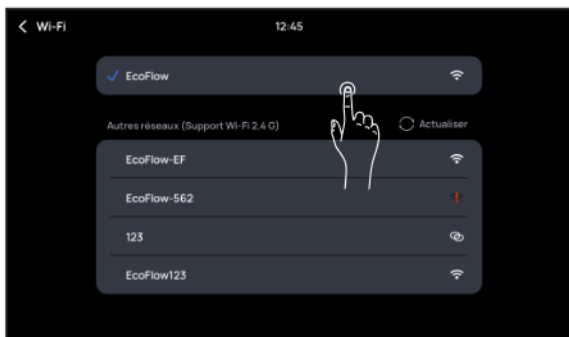 Wi-Fi
12:45
EcoFlow
Autres réseaux (Support Wi-Fi 2,4 G)
Actualiser
EcoFlow-EF
EcoFlow-562
123
EcoFlow123